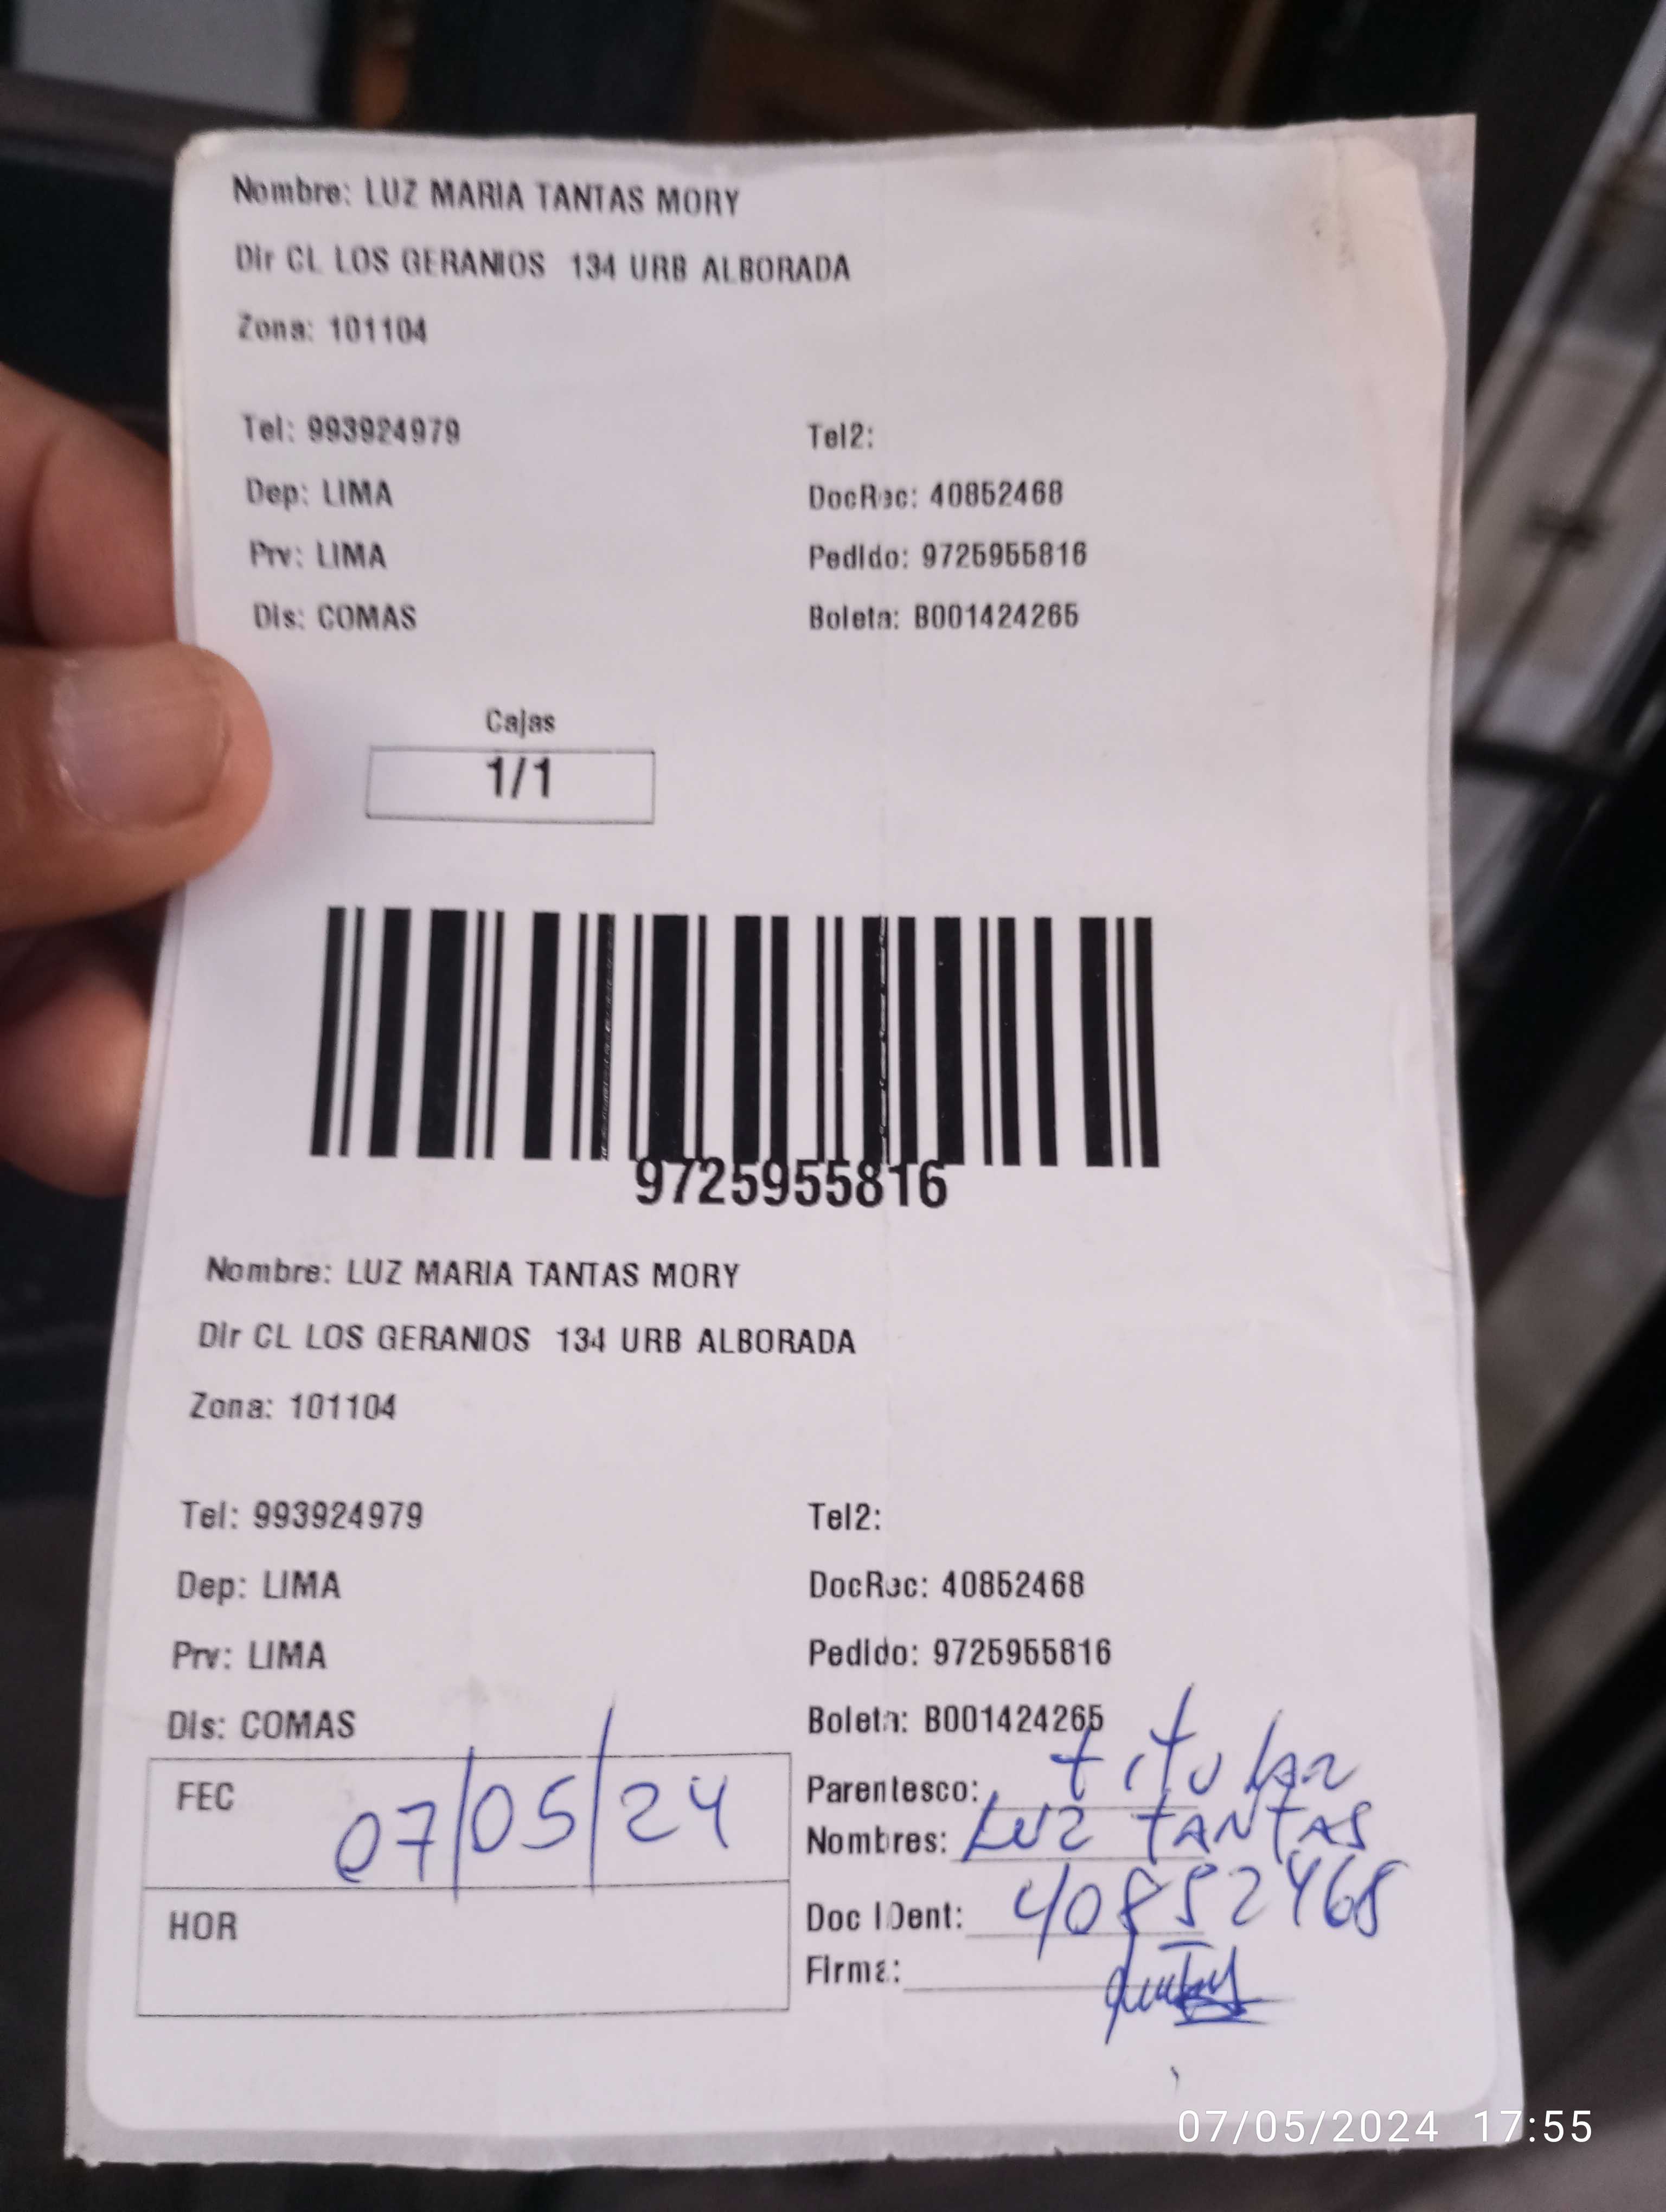 Nombre: LUZ MARIA TANTAS MORY
Dir CL LOS GERANIOS 134 URB ALBORADA
Zona: 101104
Tel: 993924979 Tel2:
Dep: LIMA DocRec: 40852468
Prv: LIMA Pedido: 9725955816
Dis: COMAS Boleta: B001424265
Cajas
1/1
9725955816
Nombre: LUZ MARIA TANTAS MORY
Dir CL LOS GERANIOS 134 URB ALBORADA
Zona: 101104
Tel: 993924979 Tel2:
Dep: LIMA DocRec: 40852468
Prv: LIMA Pedido: 9725955816
Dis: COMAS Boleta: B001424265
FEC 07/05/24
HOR
Parentesco: titular
Nombres: LUZ TANTAS
Doc IDent: 40852468
Firma:
07/05/2024 17:55